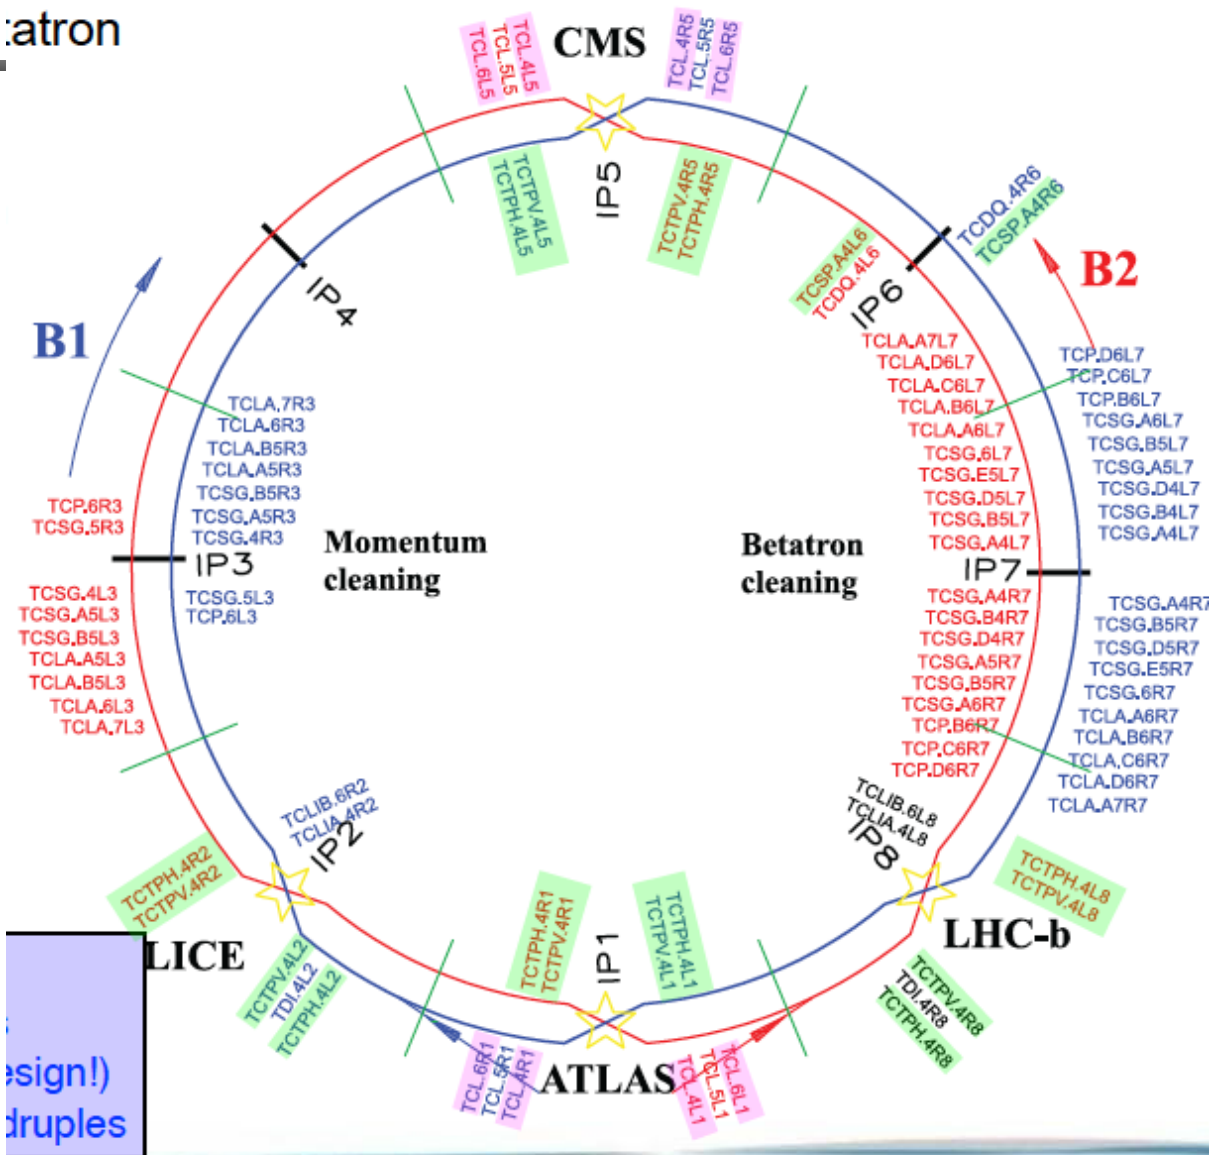 :atron
CMS
TCL.4L5
TCL.5L5
TCL.6L5
TCL.4R5
TCL.5R5
TCL.6R5
IP5
TCTPV.4L5
TCTPH.4L5
TCTPV.4R5
TCTPH.4R5
TCDQ.4R6
TCSP.A4R6
TCSP.A4L6
TCDQ.4L6
IP6
IP4
B1
B2
TCLA.A7L7
TCLA.D6L7
TCLA.C6L7
TCLA.B6L7
TCLA.A6L7
TCSG.6L7
TCSG.E5L7
TCSG.D5L7
TCSG.B5L7
TCSG.A4L7
TCP.D6L7
TCP.C6L7
TCP.B6L7
TCSG.A6L7
TCSG.B5L7
TCSG.A5L7
TCSG.D4L7
TCSG.B4L7
TCSG.A4L7
TCLA.7R3
TCLA.6R3
TCLA.B5R3
TCLA.A5R3
TCSG.B5R3
TCSG.A5R3
TCSG.4R3
TCP.6R3
TCSG.5R3
IP3
Momentum
cleaning
Betatron
cleaning
IP7
TCSG.5L3
TCP.6L3
TCSG.4L3
TCSG.A5L3
TCSG.B5L3
TCLA.A5L3
TCLA.B5L3
TCLA.6L3
TCLA.7L3
TCSG.A4R7
TCSG.B4R7
TCSG.D4R7
TCSG.A5R7
TCSG.B5R7
TCSG.A6R7
TCP.B6R7
TCP.C6R7
TCP.D6R7
TCSG.A4R7
TCSG.B5R7
TCSG.D5R7
TCSG.E5R7
TCSG.6R7
TCLA.A6R7
TCLA.B6R7
TCLA.C6R7
TCLA.D6R7
TCLA.A7R7
TCLIB.6R2
TCLIA.4R2
IP2
TCLIB.6L8
TCLIA.4L8
IP8
TCTPH.4R2
TCTPV.4R2
LICE
TCTPV.4L2
TDI.4L2
TCTPH.4L2
TCTPH.4R1
TCTPV.4R1
IP1
TCTPH.4L1
TCTPV.4L1
TCTPH.4L8
TCTPV.4L8
LHC-b
TCTPV.4R8
TDI.4R8
TCTPH.4R8
TCL.6R1
TCL.5R1
TCL.4R1
ATLAS
TCL.6L1
TCL.5L1
TCL.4L1
s
esign!)
druples